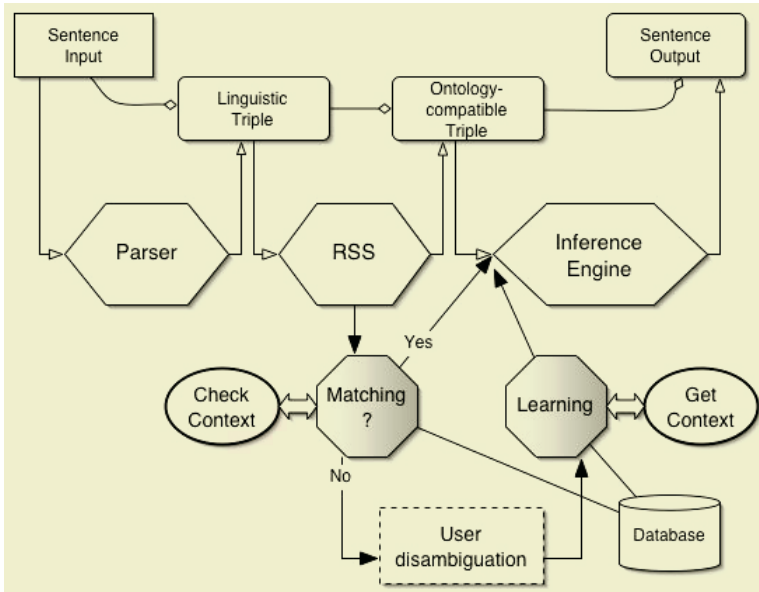 Sentence
Input
Linguistic
Triple
Ontology-
compatible
Triple
Sentence
Output
Parser
RSS
Inference
Engine
Yes
Check
Context
Matching
?
Learning
Get
Context
No
User
disambiguation
Database